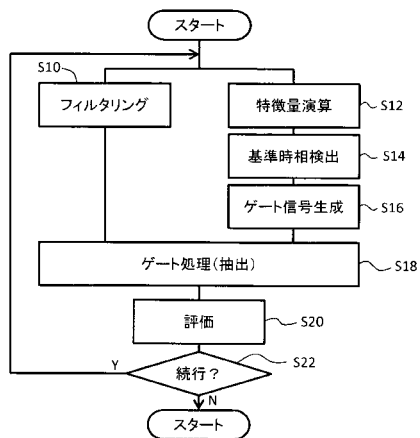 スタート
S10
フィルタリング
特徴量演算
S12
基準時相検出
S14
ゲート信号生成
S16
ゲート処理(抽出)
S18
評価
S20
続行?
S22
Y
N
スタート